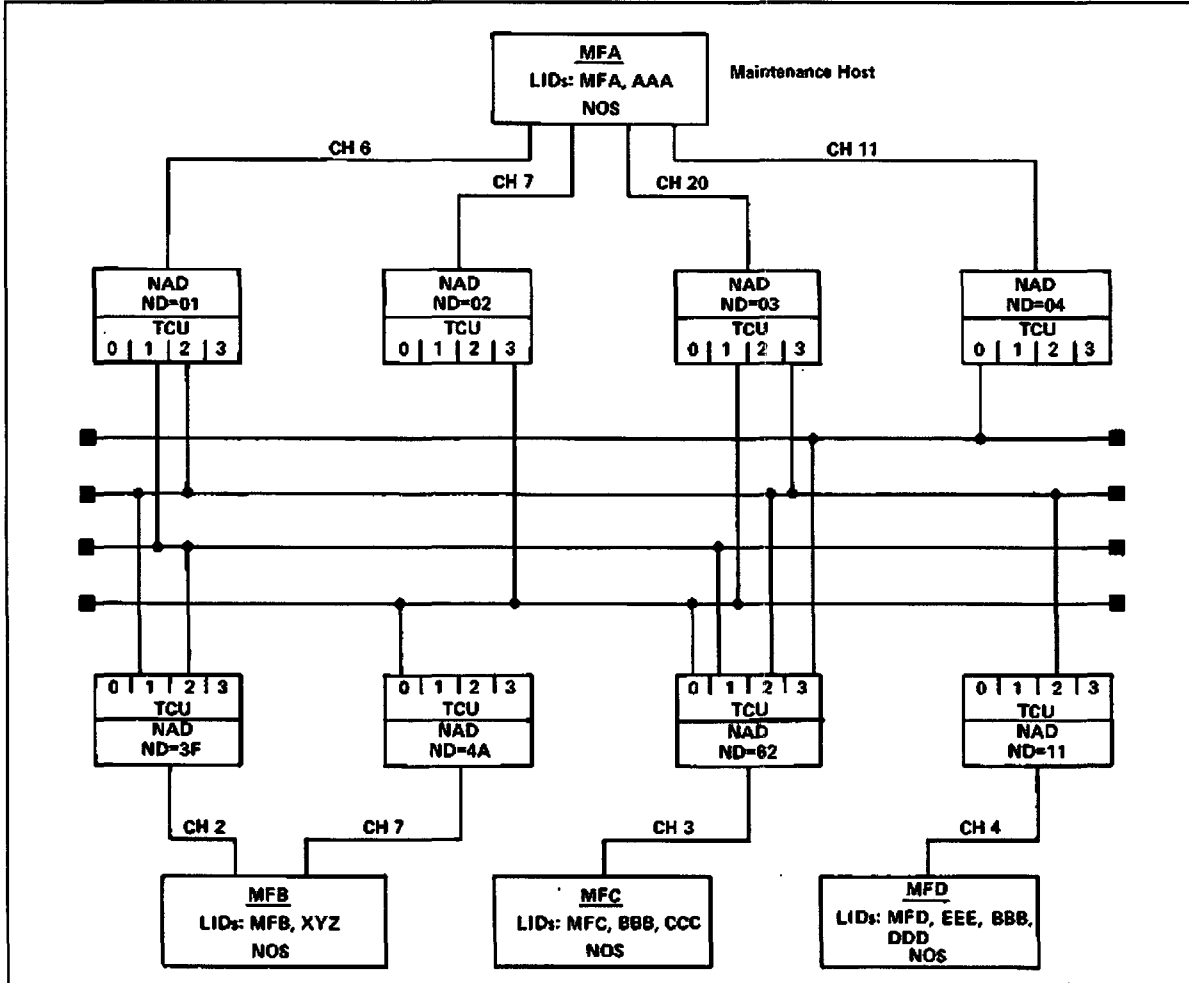 MFA
LIDs: MFA, AAA
NOS
Maintenance Host
CH 6
CH 7
CH 20
CH 11
NAD
ND=01
TCU
0 | 1 | 2 | 3
NAD
ND=02
TCU
0 | 1 | 2 | 3
NAD
ND=03
TCU
0 | 1 | 2 | 3
NAD
ND=04
TCU
0 | 1 | 2 | 3
0 | 1 | 2 | 3
TCU
NAD
ND=3F
0 | 1 | 2 | 3
TCU
NAD
ND=4A
0 | 1 | 2 | 3
TCU
NAD
ND=62
0 | 1 | 2 | 3
TCU
NAD
ND=11
CH 2
CH 7
CH 3
CH 4
MFB
LIDs: MFB, XYZ
NOS
MFC
LIDs: MFC, BBB, CCC
NOS
MFD
LIDs: MFD, EEE, BBB,
DDD
NOS